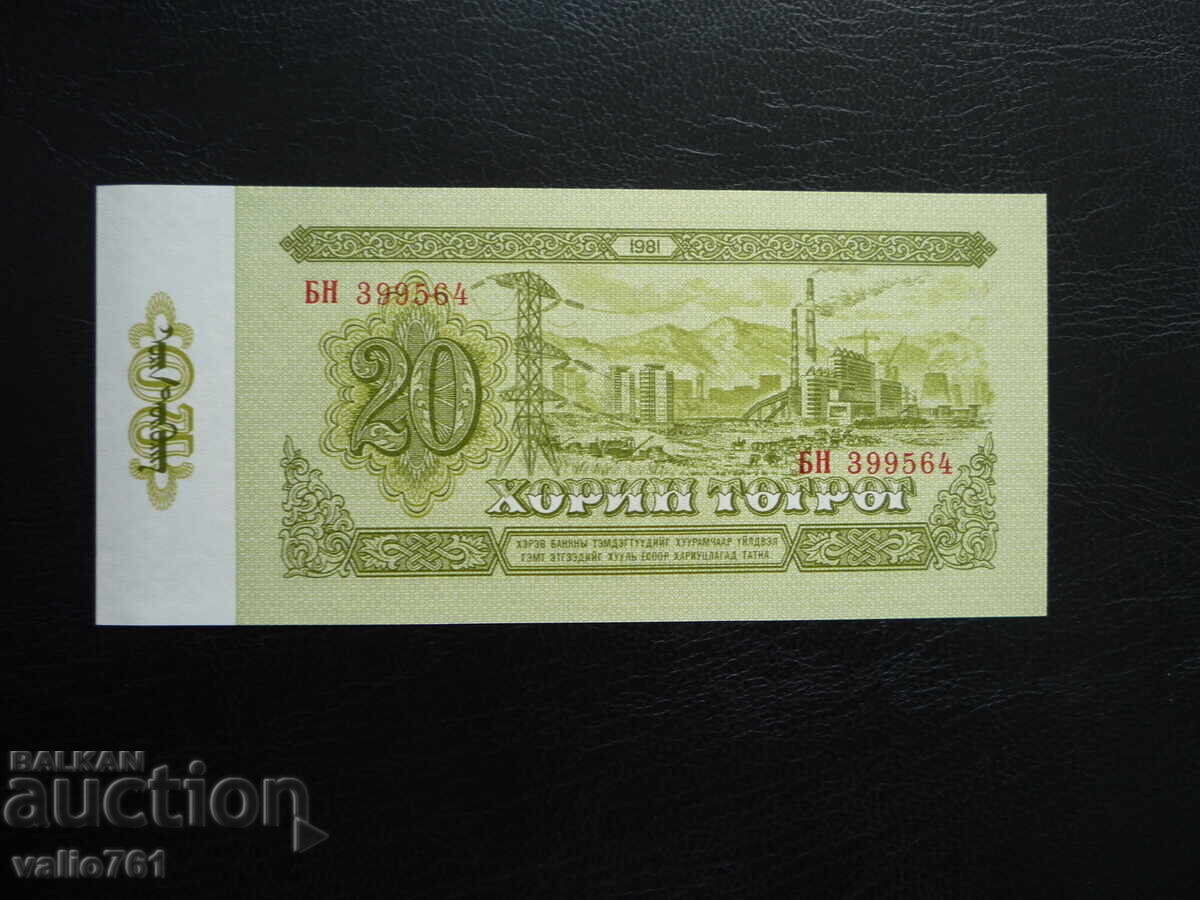 1981
БН 399564
20
БН 399564
ХОРИН ТӨГРӨГ
ХЭРЭВ БАНКНЫ ТЭМДЭГТҮҮДИЙГ ХУУРАМЧААР ҮЙЛДВЭЛ
ГЭМТ ЭТГЭЭДИЙГ ХУУЛЬ ЁСООР ХАРИУЦЛАГАД ТАТНА
20
BALKAN
auction
valio761